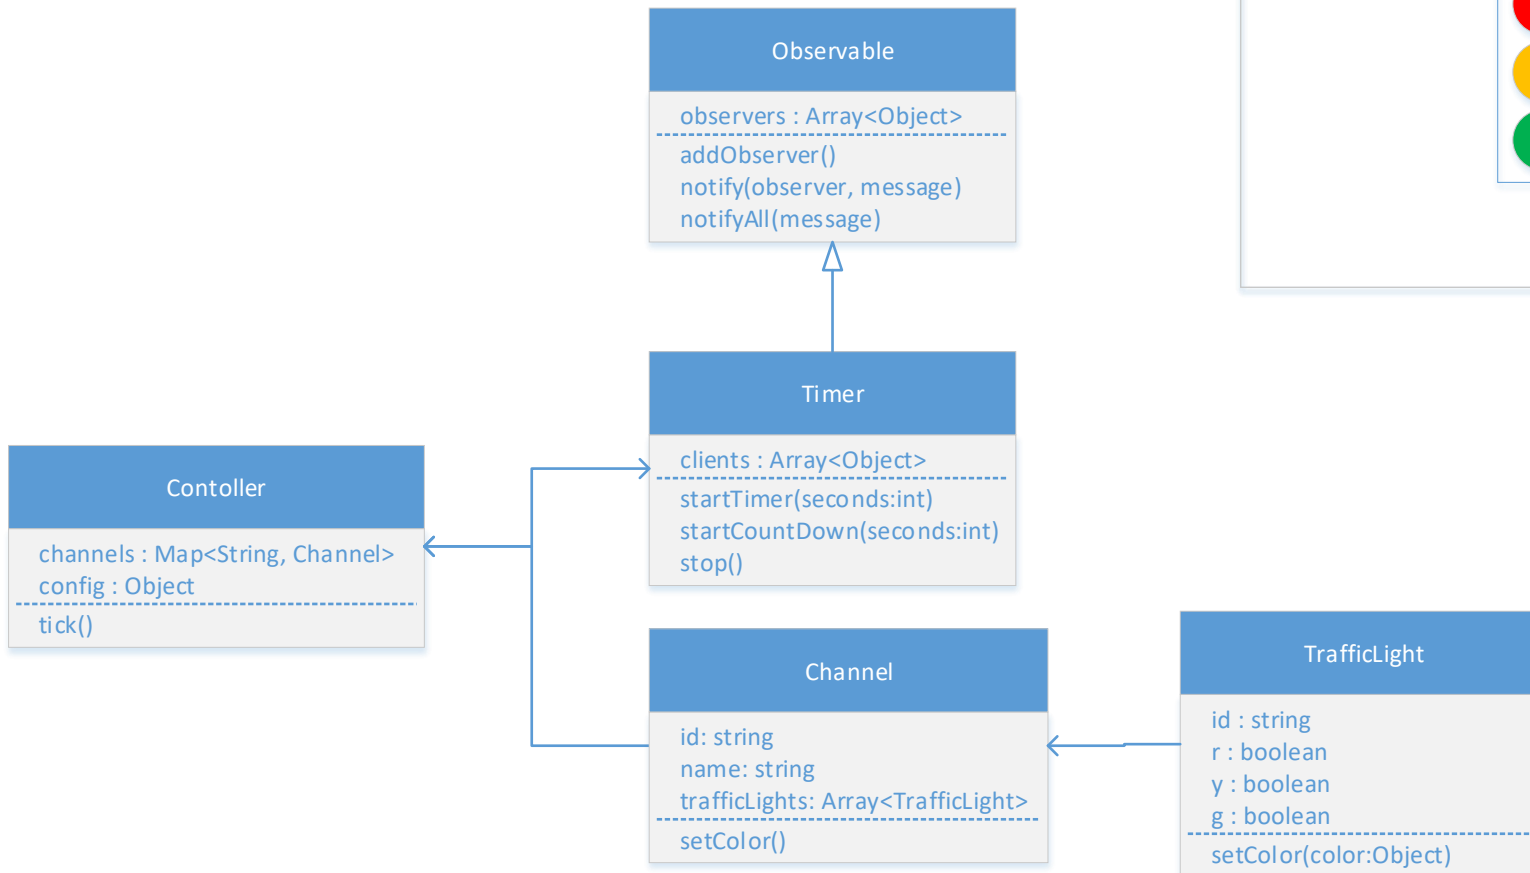 Observable
observers : Array<Object>
addObserver()
notify(observer, message)
notifyAll(message)
Timer
clients : Array<Object>
startTimer(seconds:int)
startCountDown(seconds:int)
stop()
Contoller
channels : Map<String, Channel>
config : Object
tick()
Channel
id: string
name: string
trafficLights: Array<TrafficLight>
setColor()
TrafficLight
id : string
r : boolean
y : boolean
g : boolean
setColor(color:Object)